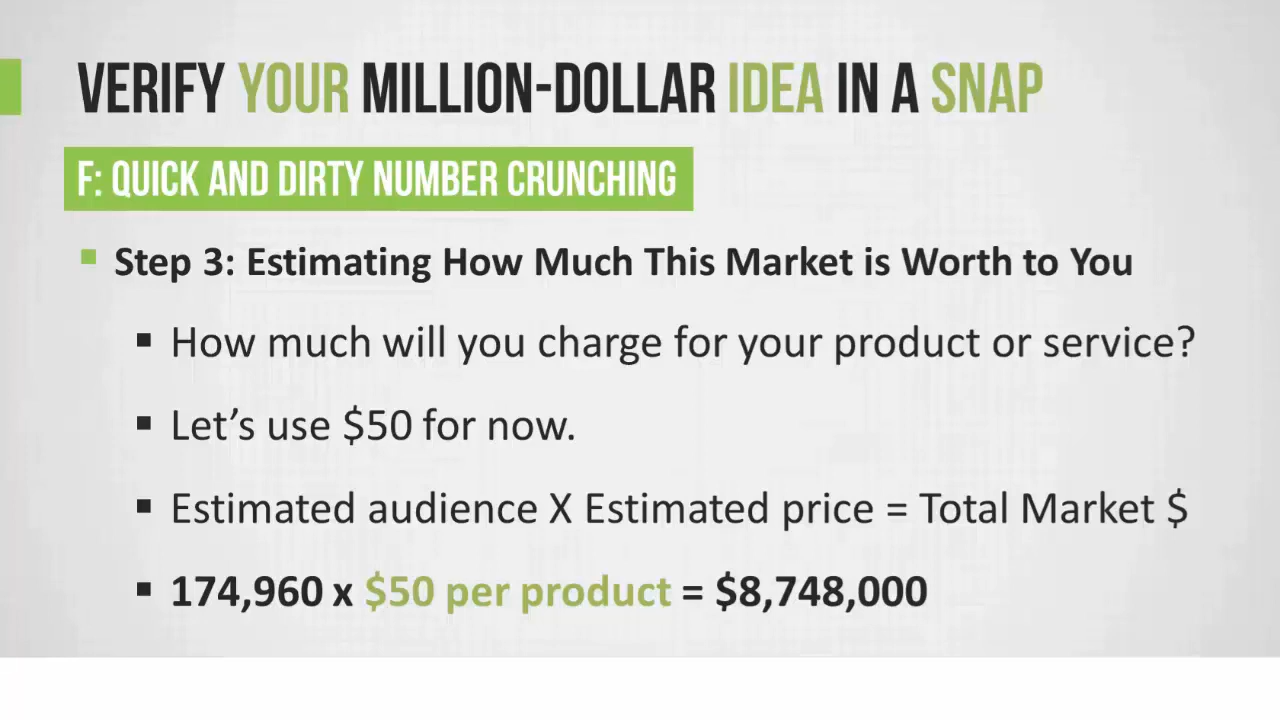 VERIFY YOUR MILLION-DOLLAR IDEA IN A SNAP
F: QUICK AND DIRTY NUMBER CRUNCHING
Step 3: Estimating How Much This Market is Worth to You
How much will you charge for your product or service?
Let’s use $50 for now.
Estimated audience X Estimated price = Total Market $
174,960 x $50 per product = $8,748,000